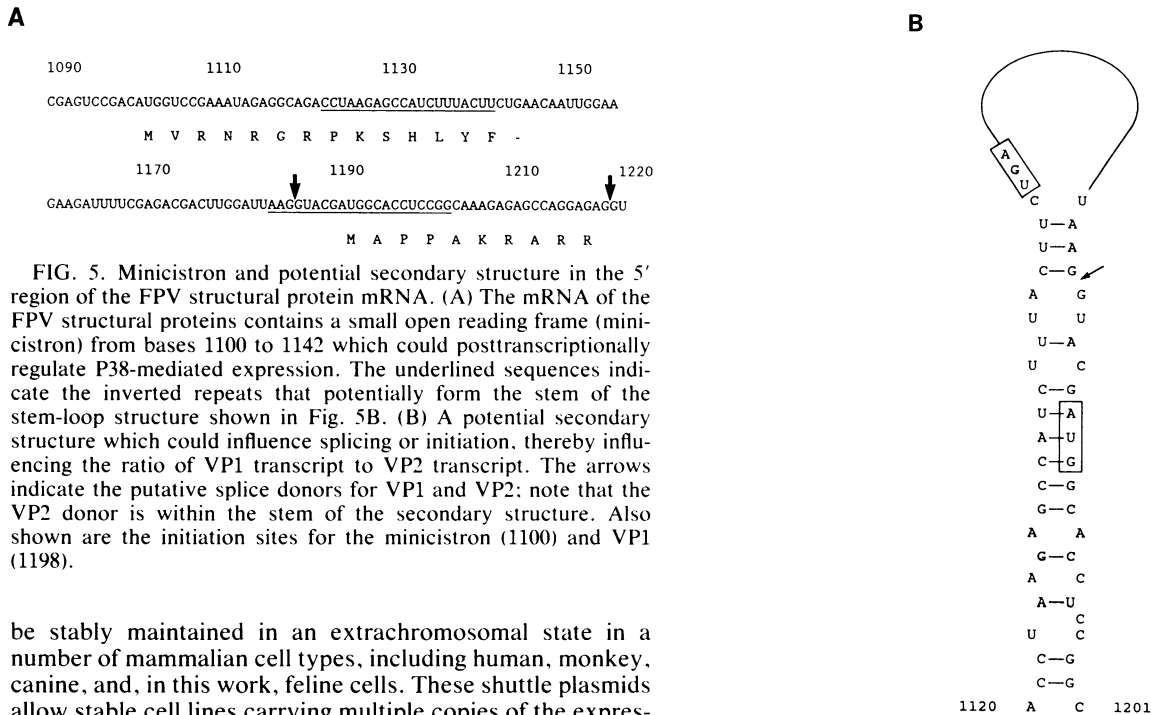 A
1090 1110 1130 1150
CGAGUCCGACAUGGUCCGAAAUAGAGGCAGACCUAAGAGCCAUCUUUACUUCUGAACAAUUGGAA
M V R N R G R P K S H L Y F -
1170 1190 1210 1220
GAAGAUUUUCGAGACGACUUGGAUUAAGGUACGAUGGCACCUCCGGCAAAGAGAGCCAGGAGAGGU
M A P P A K R A R R
FIG. 5. Minicistron and potential secondary structure in the 5′
region of the FPV structural protein mRNA. (A) The mRNA of the
FPV structural proteins contains a small open reading frame (mini-
cistron) from bases 1100 to 1142 which could posttranscriptionally
regulate P38-mediated expression. The underlined sequences indi-
cate the inverted repeats that potentially form the stem of the
stem-loop structure shown in Fig. 5B. (B) A potential secondary
structure which could influence splicing or initiation, thereby influ-
encing the ratio of VP1 transcript to VP2 transcript. The arrows
indicate the putative splice donors for VP1 and VP2; note that the
VP2 donor is within the stem of the secondary structure. Also
shown are the initiation sites for the minicistron (1100) and VP1
(1198).
be stably maintained in an extrachromosomal state in a
number of mammalian cell types, including human, monkey,
canine, and, in this work, feline cells. These shuttle plasmids
allow stable cell lines carrying multiple copies of the expres-
B
A
G
U
C U
U—A
U—A
C—G
A G
U U
U—A
U C
C—G
U—A
A—U
C—G
C—G
G—C
A A
G—C
A C
A—U
C
U C
C—G
C—G
1120 A C 1201